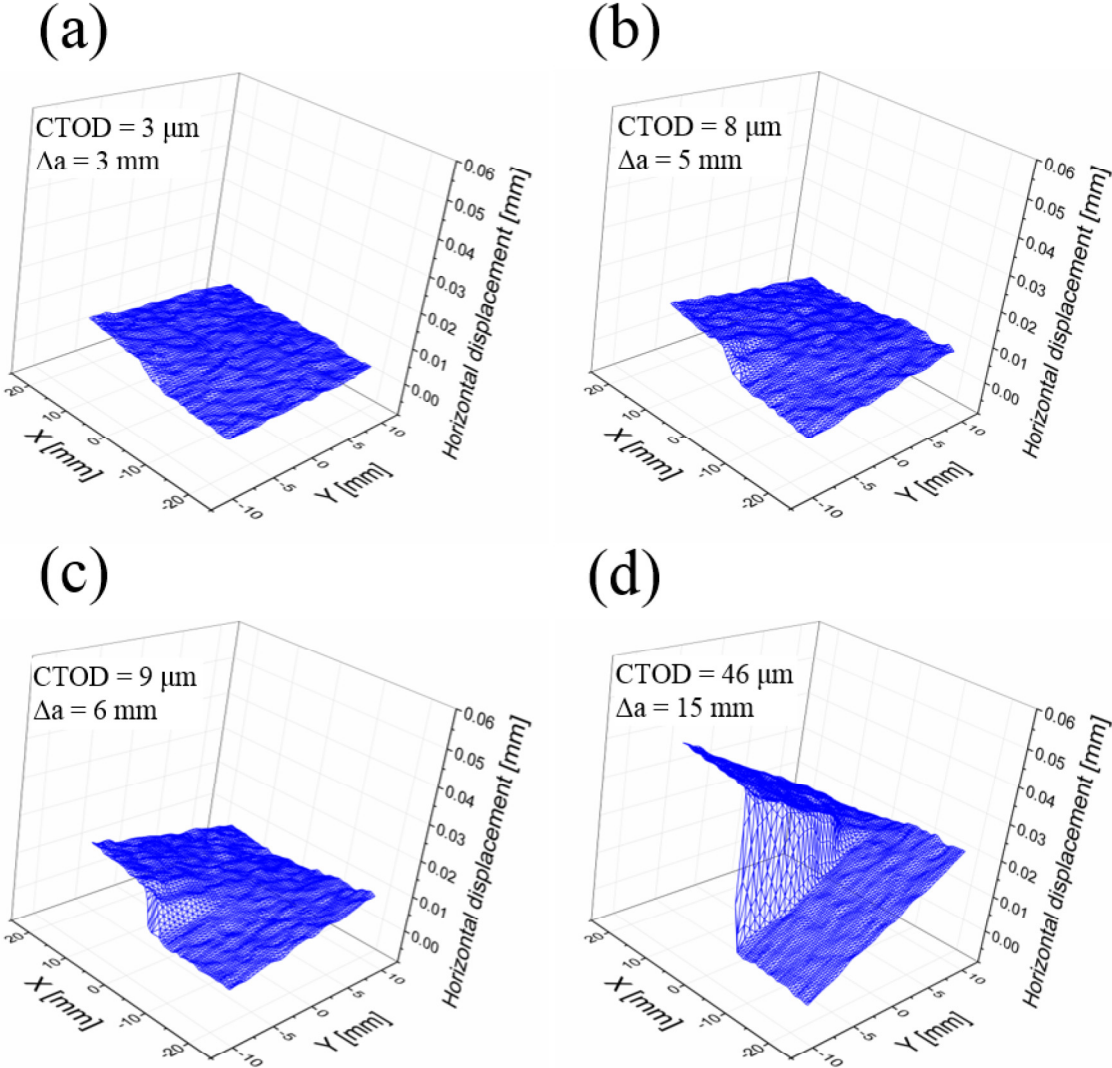 (a)
CTOD = 3 μm
Δa = 3 mm
0.06
0.05
0.04
0.03
0.02
0.01
0.00
Horizontal displacement [mm]
20
10
0
-10
-20
X [mm]
-10
-5
0
5
10
Y [mm]
(b)
CTOD = 8 μm
Δa = 5 mm
0.06
0.05
0.04
0.03
0.02
0.01
0.00
Horizontal displacement [mm]
20
10
0
-10
-20
X [mm]
-10
-5
0
5
10
Y [mm]
(c)
CTOD = 9 μm
Δa = 6 mm
0.06
0.05
0.04
0.03
0.02
0.01
0.00
Horizontal displacement [mm]
20
10
0
-10
-20
X [mm]
-10
-5
0
5
10
Y [mm]
(d)
CTOD = 46 μm
Δa = 15 mm
0.06
0.05
0.04
0.03
0.02
0.01
0.00
Horizontal displacement [mm]
20
10
0
-10
-20
X [mm]
-10
-5
0
5
10
Y [mm]